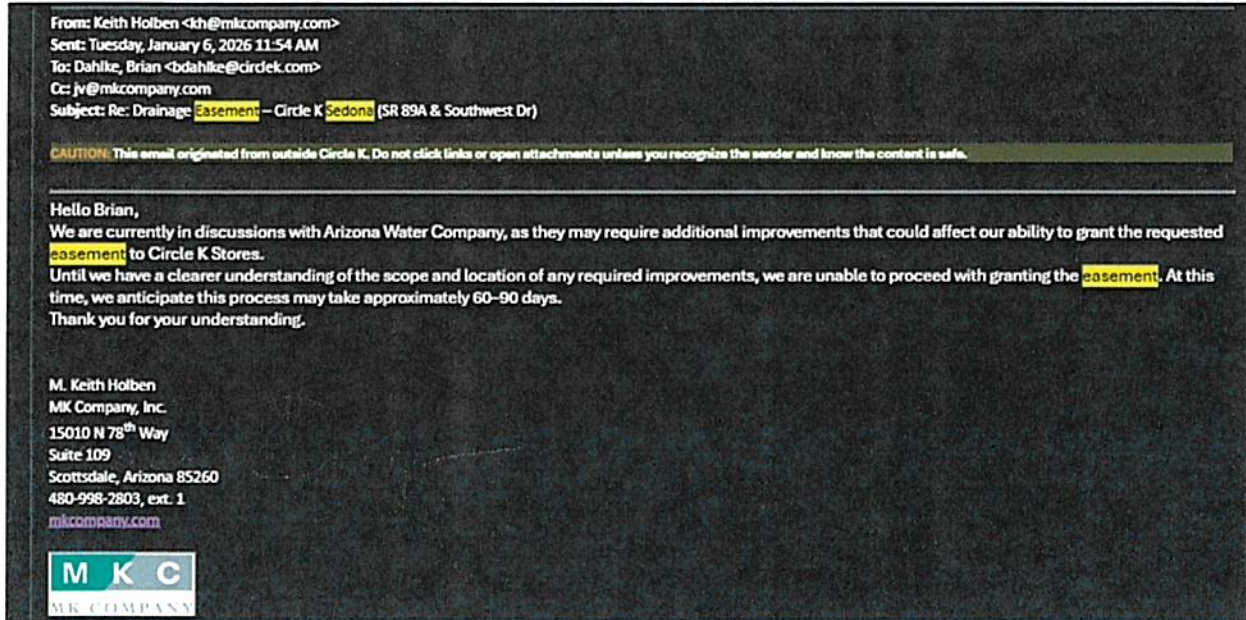 From: Keith Holben <kh@mkcompany.com>
Sent: Tuesday, January 6, 2026 11:54 AM
To: Dahlke, Brian <bdahlke@circlek.com>
Cc: jv@mkcompany.com
Subject: Re: Drainage Easement – Circle K Sedona (SR 89A & Southwest Dr)
CAUTION: This email originated from outside Circle K. Do not click links or open attachments unless you recognize the sender and know the content is safe.
Hello Brian,
We are currently in discussions with Arizona Water Company, as they may require additional improvements that could affect our ability to grant the requested
easement to Circle K Stores.
Until we have a clearer understanding of the scope and location of any required improvements, we are unable to proceed with granting the easement. At this
time, we anticipate this process may take approximately 60–90 days.
Thank you for your understanding.
M. Keith Holben
MK Company, Inc.
15010 N 78th Way
Suite 109
Scottsdale, Arizona 85260
480-998-2803, ext. 1
mkcompany.com
M K C
MK COMPANY